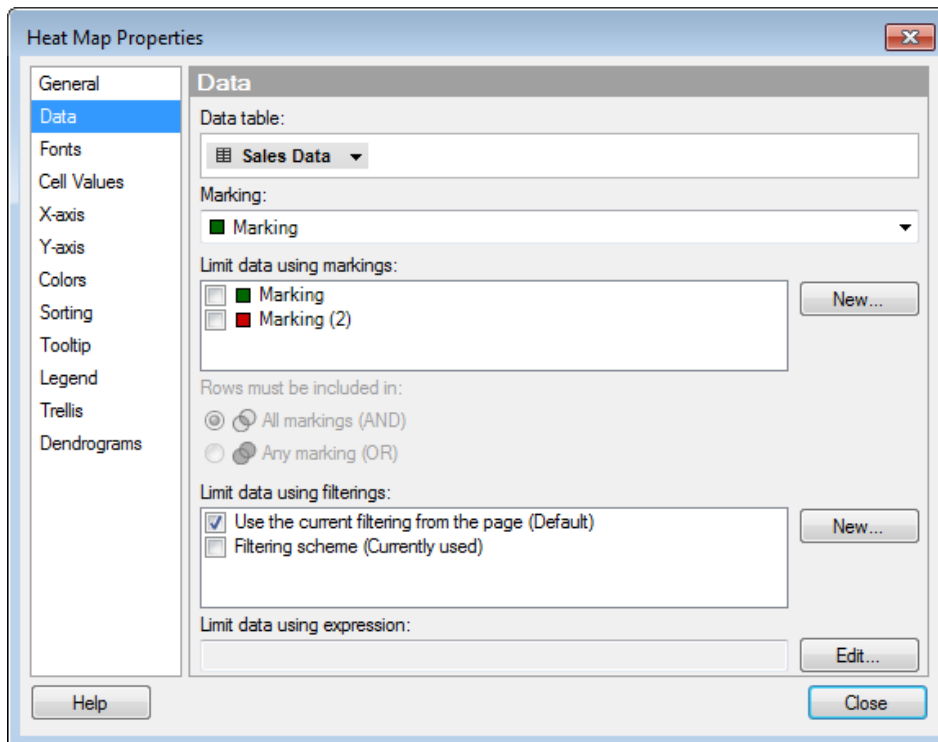 Heat Map Properties
General
Data
Fonts
Cell Values
X-axis
Y-axis
Colors
Sorting
Tooltip
Legend
Trellis
Dendrograms
Data
Data table:
Sales Data
Marking:
Marking
Limit data using markings:
Marking
Marking (2)
New...
Rows must be included in:
All markings (AND)
Any marking (OR)
Limit data using filterings:
Use the current filtering from the page (Default)
Filtering scheme (Currently used)
New...
Limit data using expression:
Edit...
Help
Close